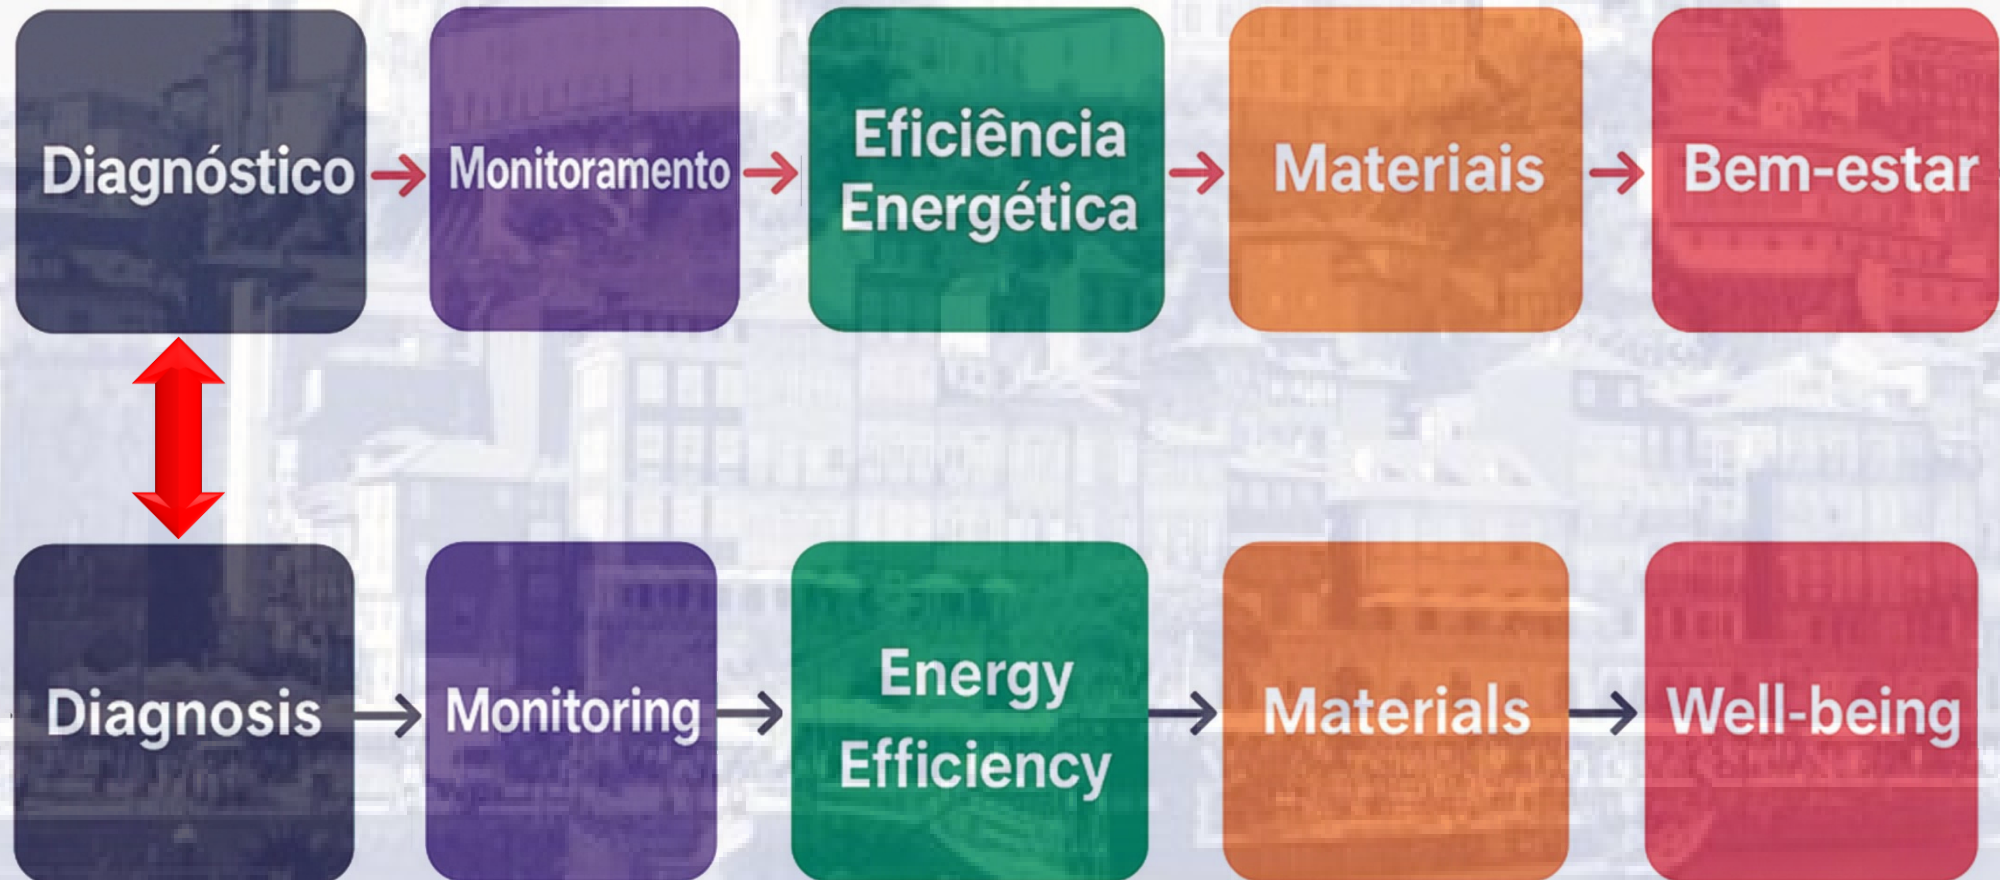 Diagnóstico
Monitoramento
Eficiência
Energética
Materiais
Bem-estar
Diagnosis
Monitoring
Energy
Efficiency
Materials
Well-being